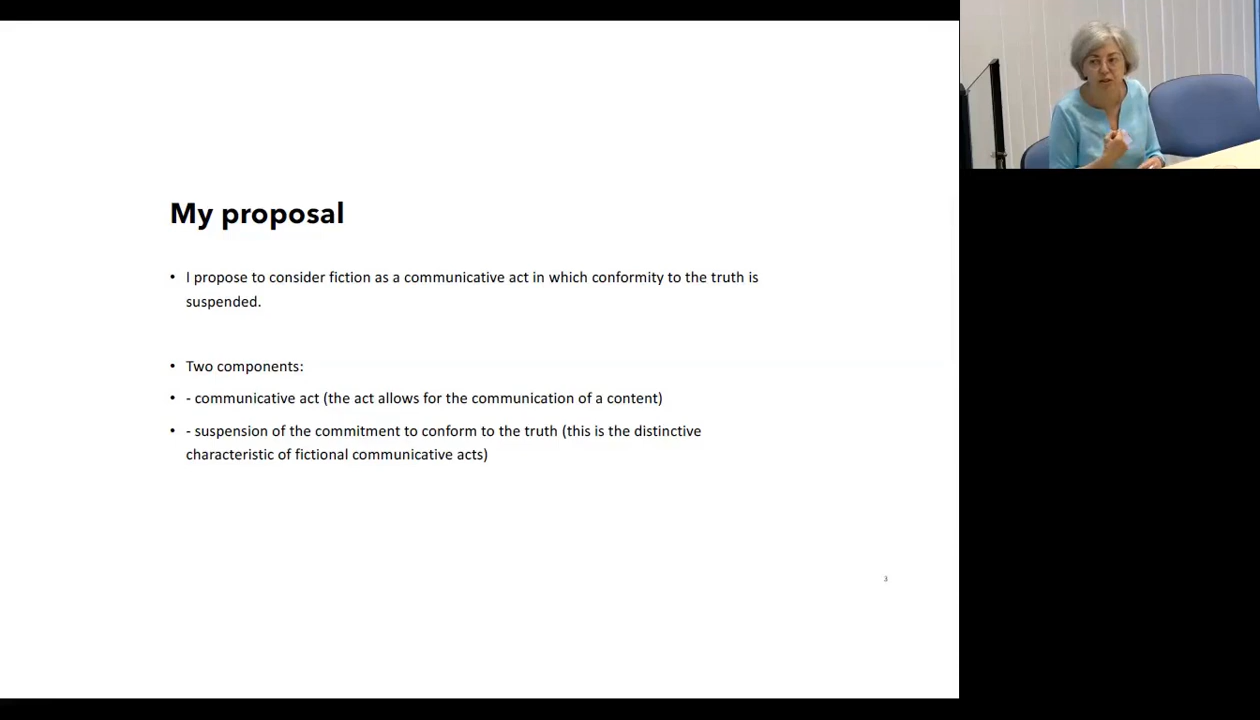 My proposal
• I propose to consider fiction as a communicative act in which conformity to the truth is
suspended.
• Two components:
• - communicative act (the act allows for the communication of a content)
• - suspension of the commitment to conform to the truth (this is the distinctive
characteristic of fictional communicative acts)
3